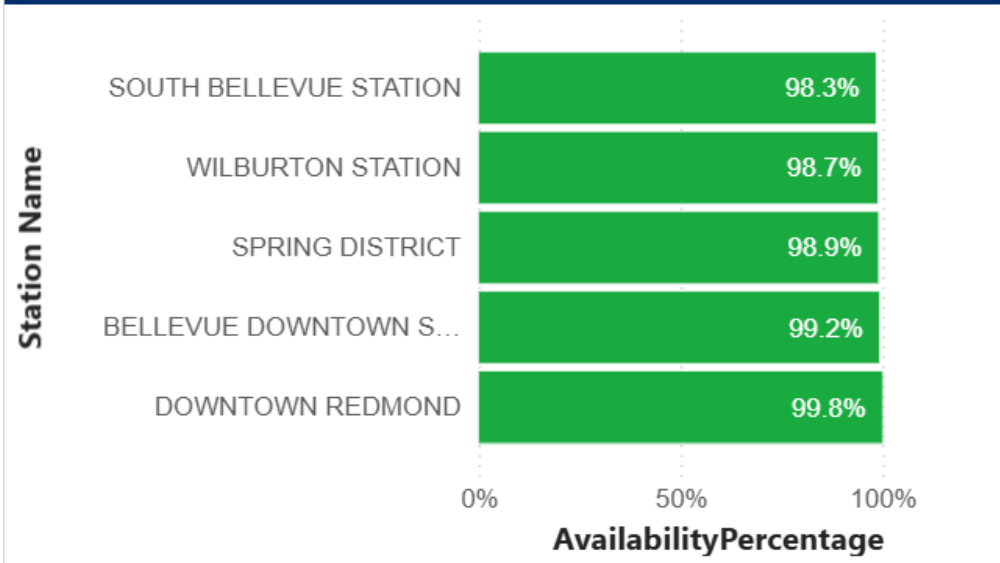 Station Name
SOUTH BELLEVUE STATION 98.3%
WILBURTON STATION 98.7%
SPRING DISTRICT 98.9%
BELLEVUE DOWNTOWN S... 99.2%
DOWNTOWN REDMOND 99.8%
0% 50% 100%
AvailabilityPercentage